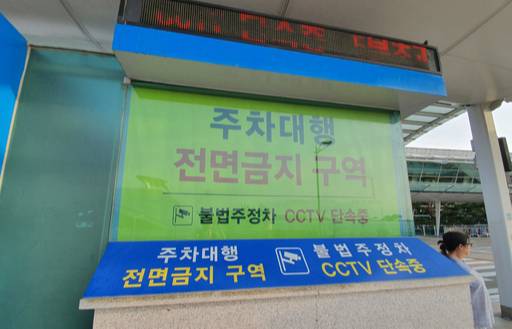 주차대행
전면금지 구역
불법주정차 CCTV 단속중
주차대행
전면금지 구역
불법주정차
CCTV 단속중